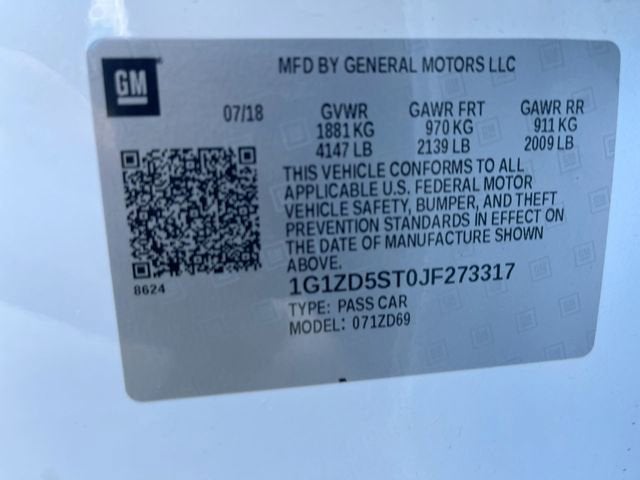 GM
MFD BY GENERAL MOTORS LLC
07/18 GVWR GAWR FRT GAWR RR
1881 KG 970 KG 911 KG
4147 LB 2139 LB 2009 LB
THIS VEHICLE CONFORMS TO ALL
APPLICABLE U.S. FEDERAL MOTOR
VEHICLE SAFETY, BUMPER, AND THEFT
PREVENTION STANDARDS IN EFFECT ON
THE DATE OF MANUFACTURE SHOWN
ABOVE.
8624
1G1ZD5ST0JF273317
TYPE: PASS CAR
MODEL: 071ZD69